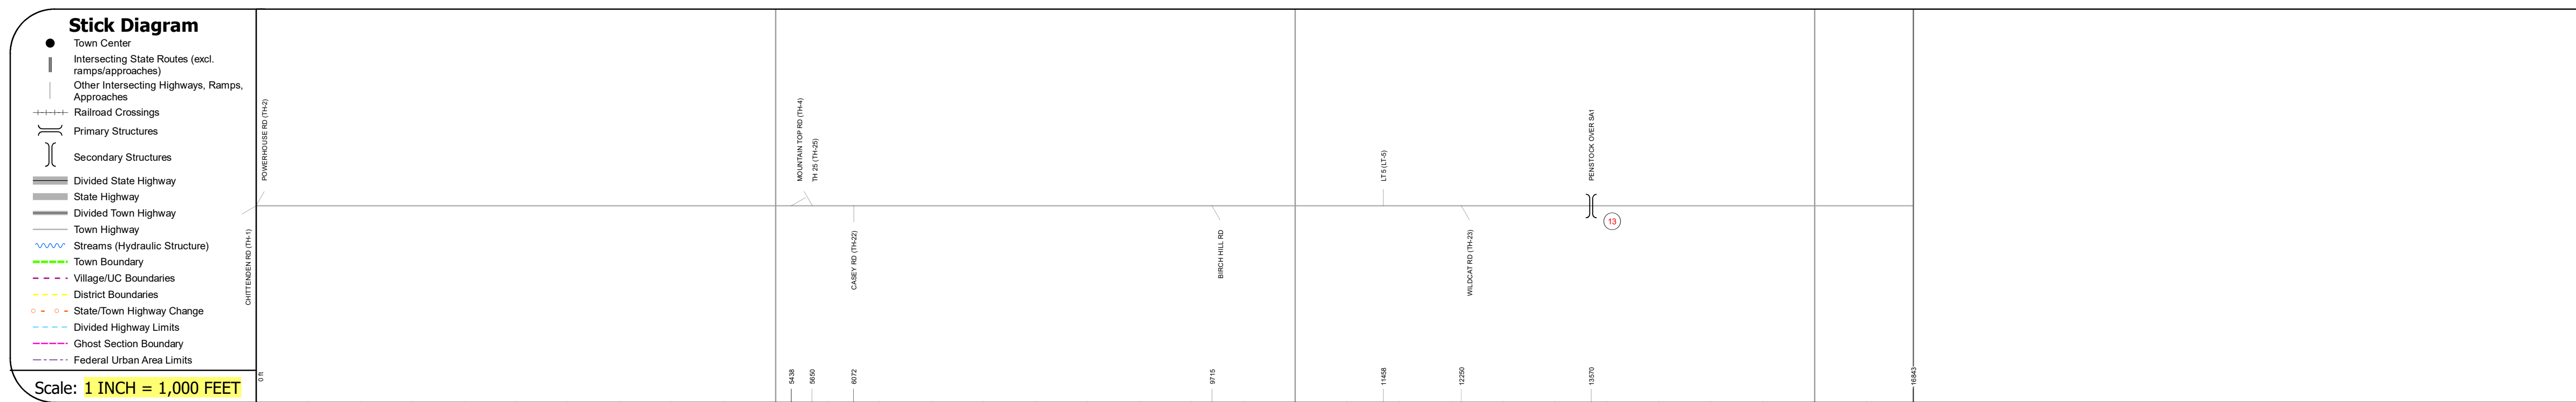 Stick Diagram
Town Center
Intersecting State Routes (excl.
ramps/approaches)
Other Intersecting Highways, Ramps,
Approaches
Railroad Crossings
Primary Structures
Secondary Structures
Divided State Highway
State Highway
Divided Town Highway
Town Highway
Streams (Hydraulic Structure)
Town Boundary
Village/UC Boundaries
District Boundaries
State/Town Highway Change
Divided Highway Limits
Ghost Section Boundary
Federal Urban Area Limits
Scale: 1 INCH = 1,000 FEET
CHITTENDEN RD (TH-1)
POWERHOUSE RD (TH-2)
MOUNTAIN TOP RD (TH-4)
TH 25 (TH-25)
CASEY RD (TH-22)
BIRCH HILL RD
LT 5 (LT-5)
WILDCAT RD (TH-23)
PENSTOCK OVER SA1
13
0 ft
5438
5650
6072
9715
11458
12250
13570
16843